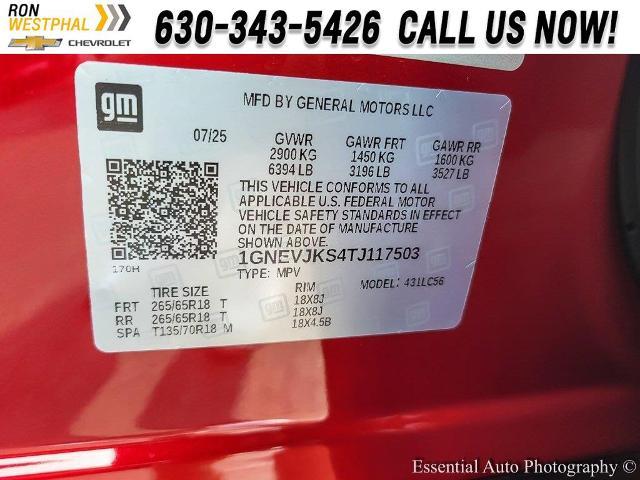 RON
WESTPHAL
CHEVROLET
630-343-5426 CALL US NOW!
gm
MFD BY GENERAL MOTORS LLC
07/25 GVWR GAWR FRT GAWR RR
2900 KG 1450 KG 1600 KG
6394 LB 3196 LB 3527 LB
THIS VEHICLE CONFORMS TO ALL
APPLICABLE U.S. FEDERAL MOTOR
VEHICLE SAFETY STANDARDS IN EFFECT
ON THE DATE OF MANUFACTURE
SHOWN ABOVE.
170H
1GNEVJKS4TJ117503
TYPE: MPV MODEL: 431LC56
TIRE SIZE RIM
FRT 265/65R18 T 18X8J
RR 265/65R18 T 18X8J
SPA T135/70R18 M 18X4.5B
Essential Auto Photography (C)